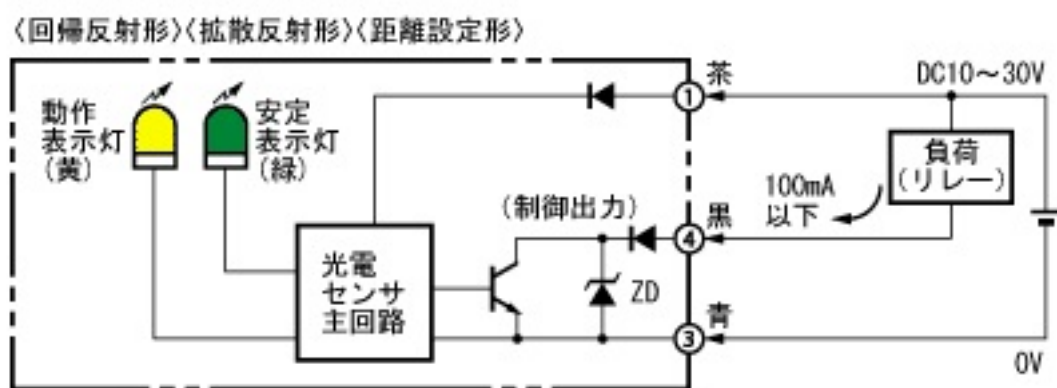 〈回帰反射形〉〈拡散反射形〉〈距離設定形〉
動作
表示灯
(黄)
安定
表示灯
(緑)
光電
センサ
主回路
(制御出力)
ZD
① 茶
④ 黒
③ 青
DC10～30V
負荷
(リレー)
100mA
以下
0V